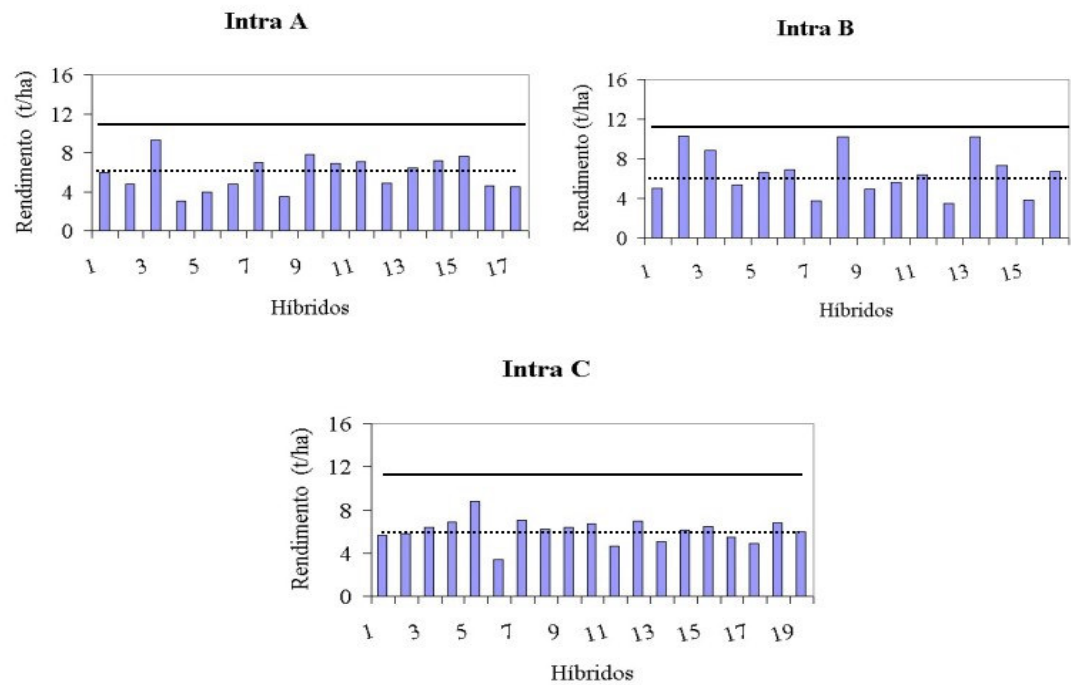 Intra A
Rendimento (t/ha)
16
12
8
4
0
1 3 5 7 9 11 13 15 17
Híbridos
Intra B
Rendimento (t/ha)
16
12
8
4
0
1 3 5 7 9 11 13 15
Híbridos
Intra C
Rendimento (t/ha)
16
12
8
4
0
1 3 5 7 9 11 13 15 17 19
Híbridos